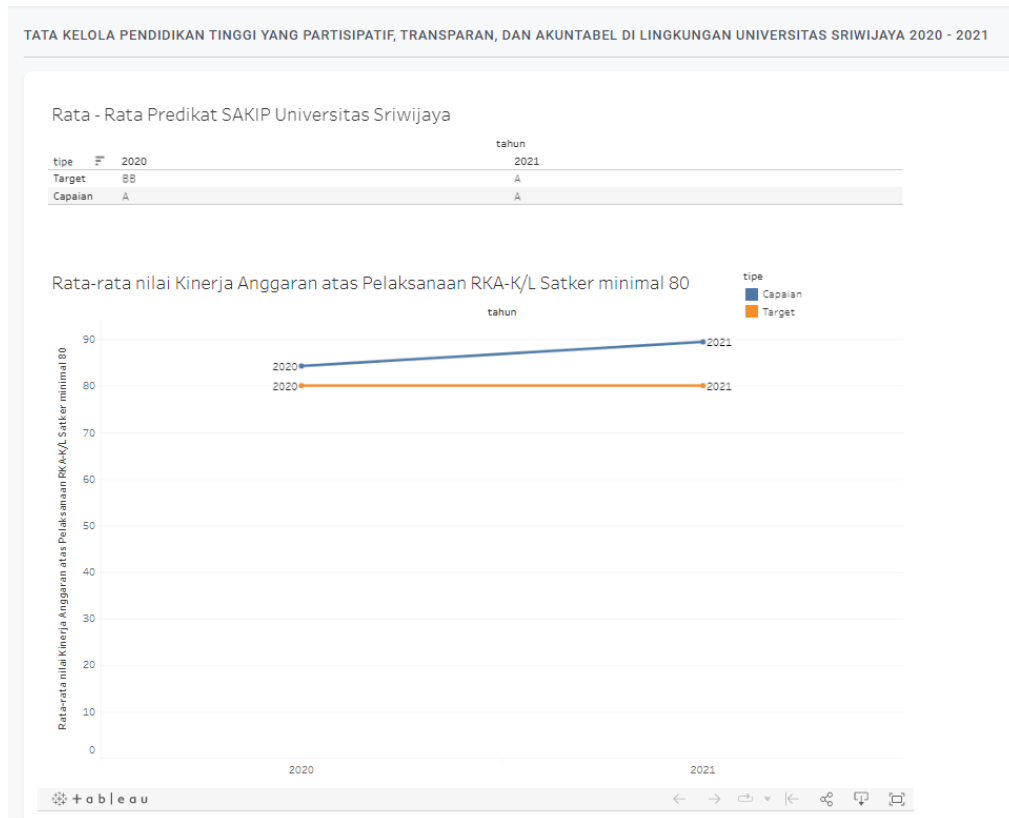 TATA KELOLA PENDIDIKAN TINGGI YANG PARTISIPATIF, TRANSPARAN, DAN AKUNTABEL DI LINGKUNGAN UNIVERSITAS SRIWIJAYA 2020 - 2021
Rata - Rata Predikat SAKIP Universitas Sriwijaya
tahun
tipe 2020 2021
Target BB A
Capaian A A
Rata-rata nilai Kinerja Anggaran atas Pelaksanaan RKA-K/L Satker minimal 80
tipe
Capaian
Target
tahun
Rata-rata nilai Kinerja Anggaran atas Pelaksanaan RKA-K/L Satker minimal 80
90
80
70
60
50
40
30
20
10
0
2020 2021
2020 2021
2020 2021
+ableau